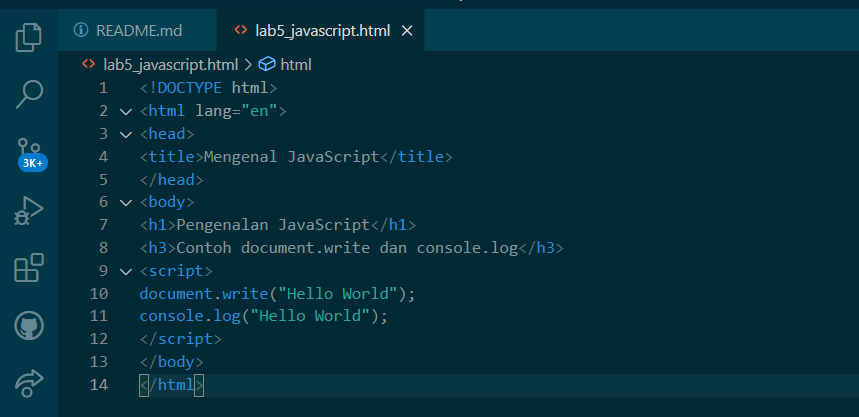 README.md lab5_javascript.html
lab5_javascript.html > html
1 <!DOCTYPE html>
2 <html lang="en">
3 <head>
4 <title>Mengenal JavaScript</title>
5 </head>
6 <body>
7 <h1>Pengenalan JavaScript</h1>
8 <h3>Contoh document.write dan console.log</h3>
9 <script>
10 document.write("Hello World");
11 console.log("Hello World");
12 </script>
13 </body>
14 </html>
3K+